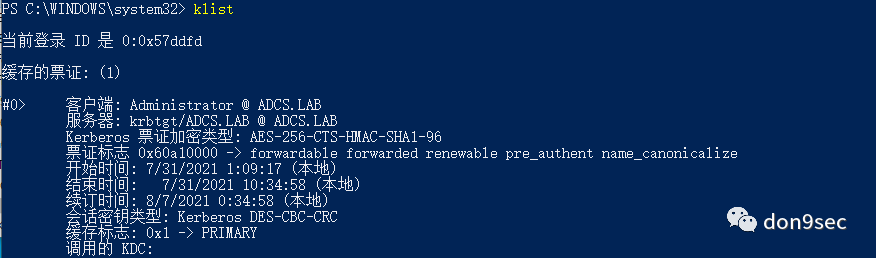 PS C:\WINDOWS\system32> klist
当前登录 ID 是 0:0x57ddfd
缓存的票证: (1)
#0> 客户端: Administrator @ ADCS.LAB
服务器: krbtgt/ADCS.LAB @ ADCS.LAB
Kerberos 票证加密类型: AES-256-CTS-HMAC-SHA1-96
票证标志 0x60a10000 -> forwardable forwarded renewable pre_authent name_canonicalize
开始时间: 7/31/2021 1:09:17 (本地)
结束时间: 7/31/2021 10:34:58 (本地)
续订时间: 8/7/2021 0:34:58 (本地)
会话密钥类型: Kerberos DES-CBC-CRC
缓存标志: 0x1 -> PRIMARY
调用的 KDC:
don9sec